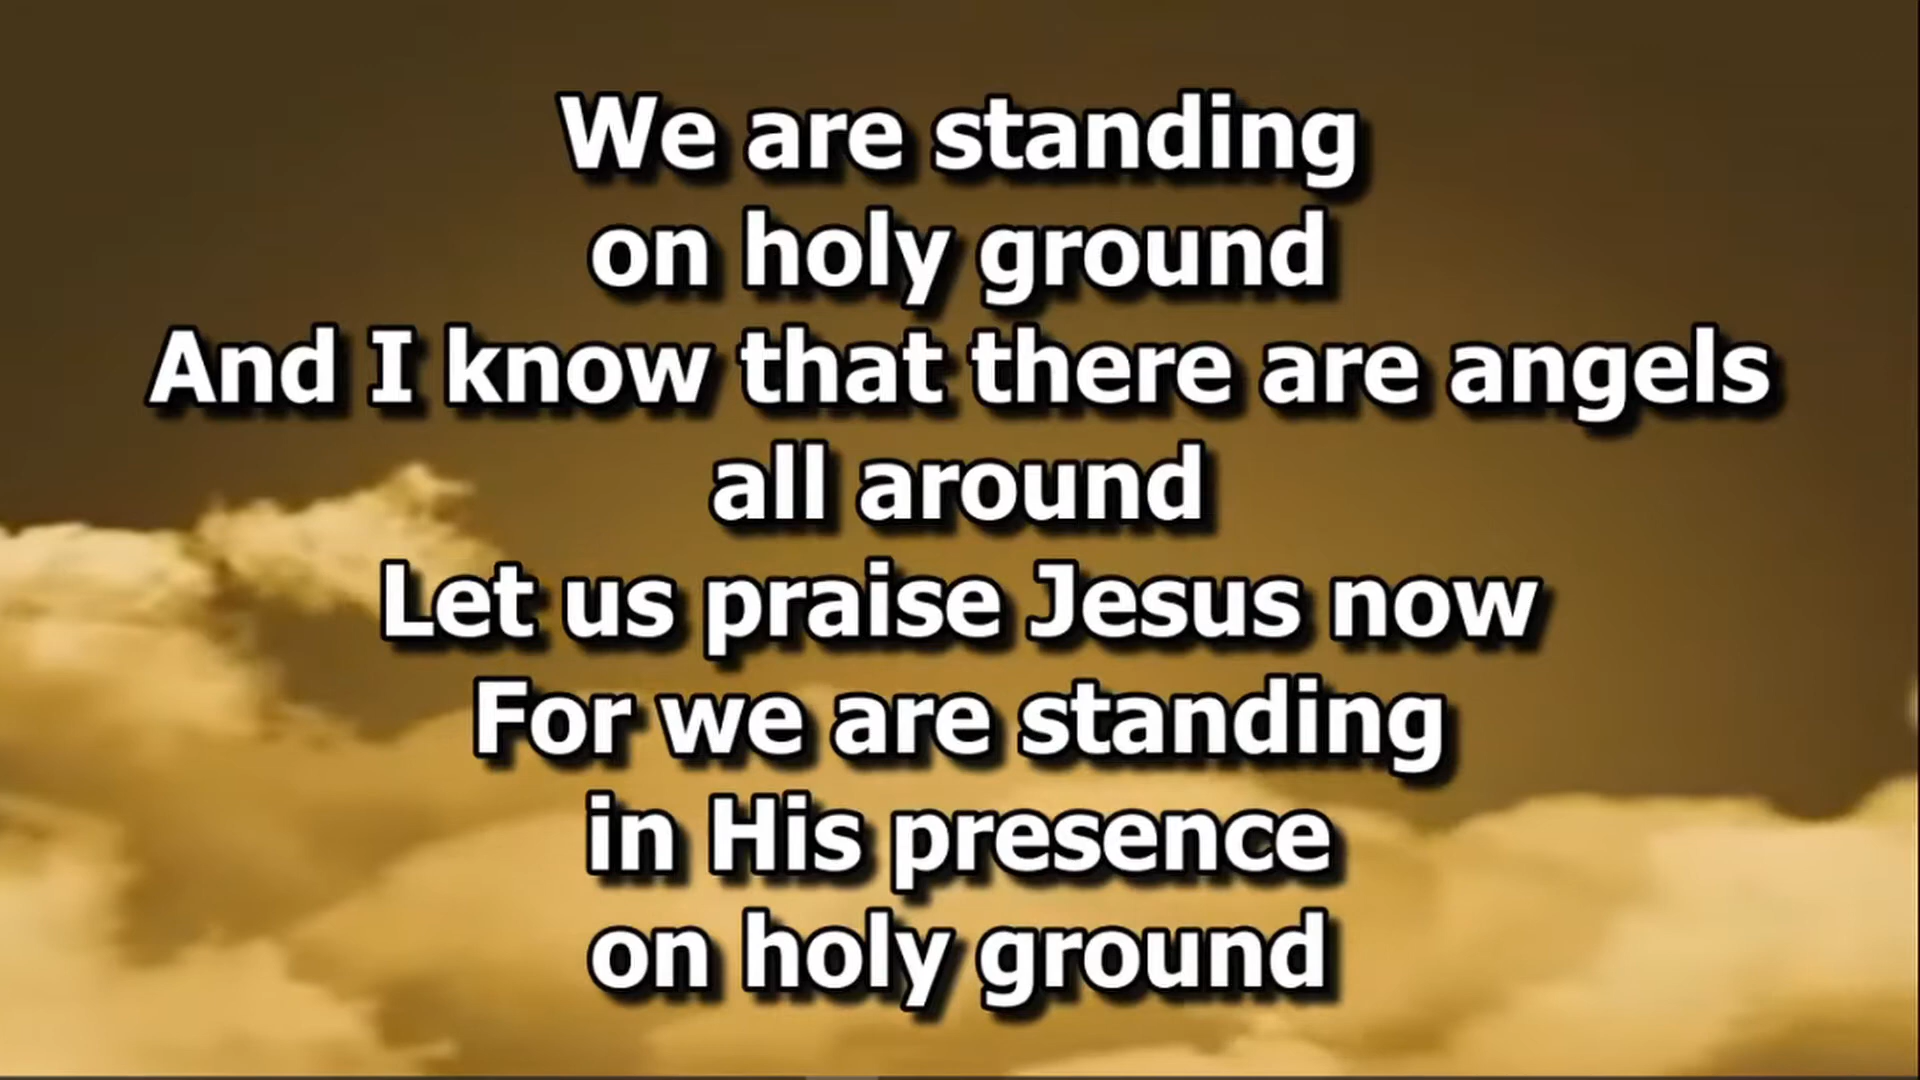 We are standing
on holy ground
And I know that there are angels
all around
Let us praise Jesus now
For we are standing
in His presence
on holy ground